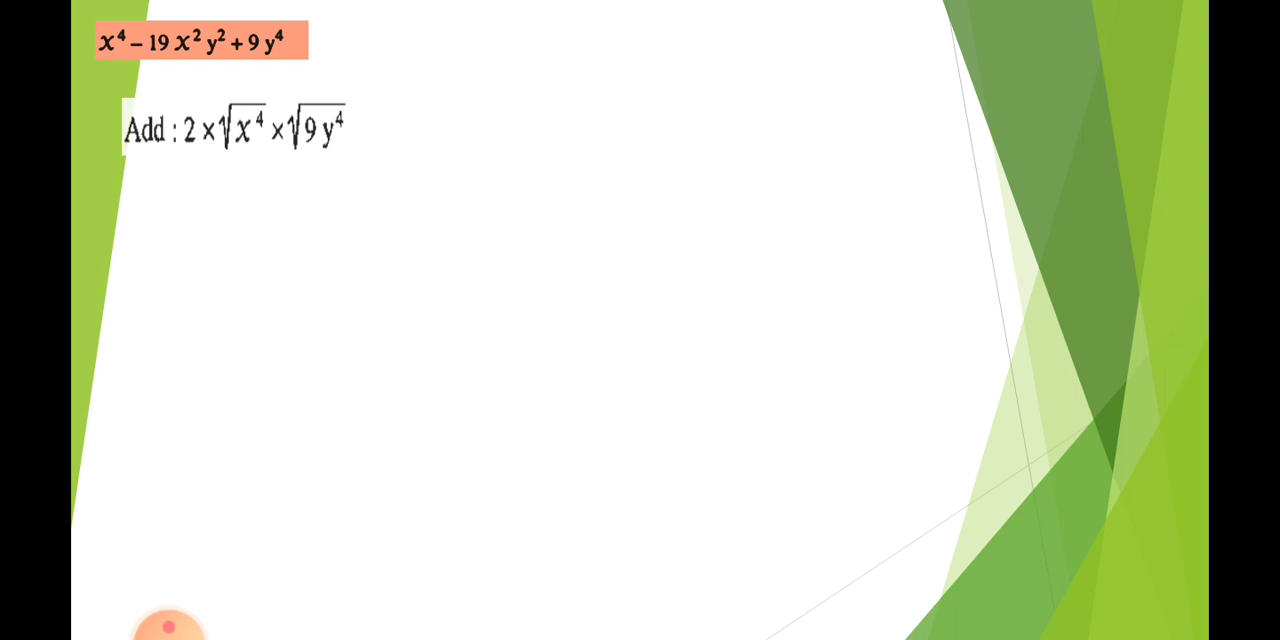 x⁴ – 19 x² y² + 9 y⁴
Add : 2 × √x⁴ × √9 y⁴